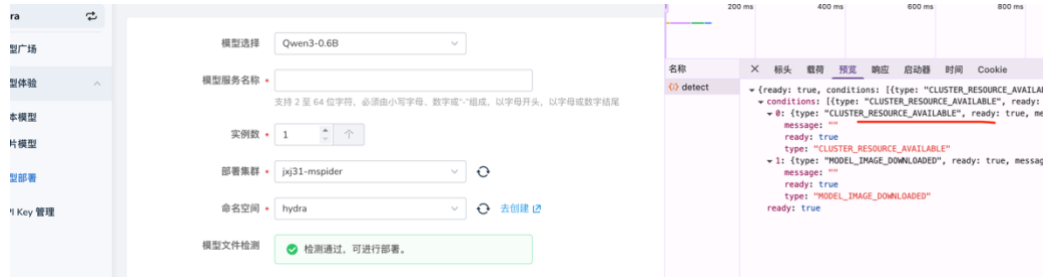 ra
型广场
型体验
本模型
片模型
型部署
PI Key 管理
模型选择
Qwen3-0.6B
模型服务名称 •
支持 2 至 64 位字符，必须由小写字母、数字或“-”组成，以字母开头，以字母或数字结尾
实例数 •
1
个
部署集群 •
jxj31-mspider
命名空间 •
hydra
去创建
模型文件检测
检测通过，可进行部署。
200 ms
400 ms
600 ms
800 ms
名称
× 标头 载荷 预览 响应 启动器 时间 Cookie
detect
{ready: true, conditions: [{type: "CLUSTER_RESOURCE_AVAILA
conditions: [{type: "CLUSTER_RESOURCE_AVAILABLE", ready:
0: {type: "CLUSTER_RESOURCE_AVAILABLE", ready: true, me
message: ""
ready: true
type: "CLUSTER_RESOURCE_AVAILABLE"
1: {type: "MODEL_IMAGE_DOWNLOADED", ready: true, messag
message: ""
ready: true
type: "MODEL_IMAGE_DOWNLOADED"
ready: true